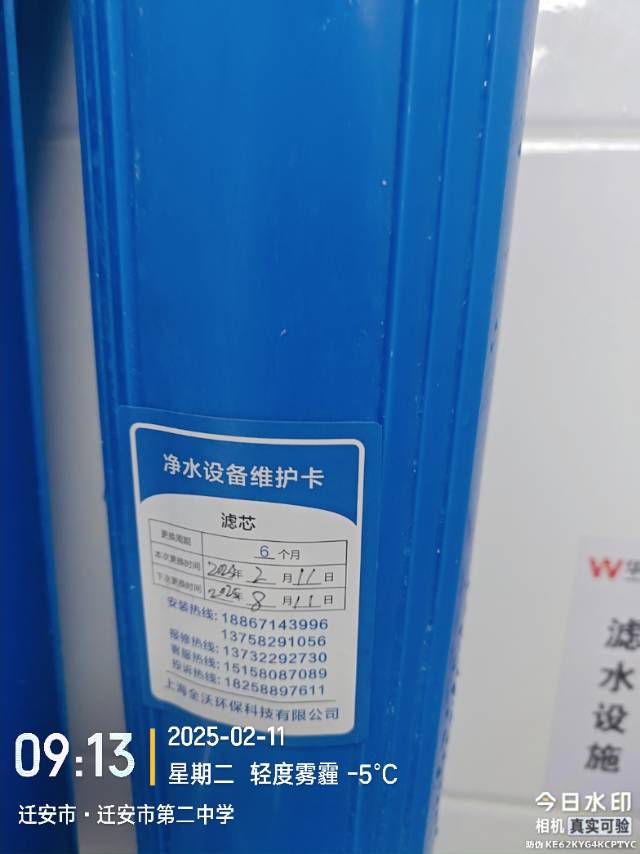 净水设备维护卡
滤芯
更换周期 6 个月
本次更换时间 2025年 2 月 11 日
下次更换时间 2025年 8 月 11 日
安装热线: 18867143996
13758291056
报修热线: 13732292730
客服热线: 15158087089
投诉热线: 18258897611
上海全沃环保科技有限公司
W 华
滤水设施
09:13
2025-02-11
星期二 轻度雾霾 -5°C
迁安市·迁安市第二中学
今日水印
相机 真实可验
防伪 KE62KYG4KCPTYC